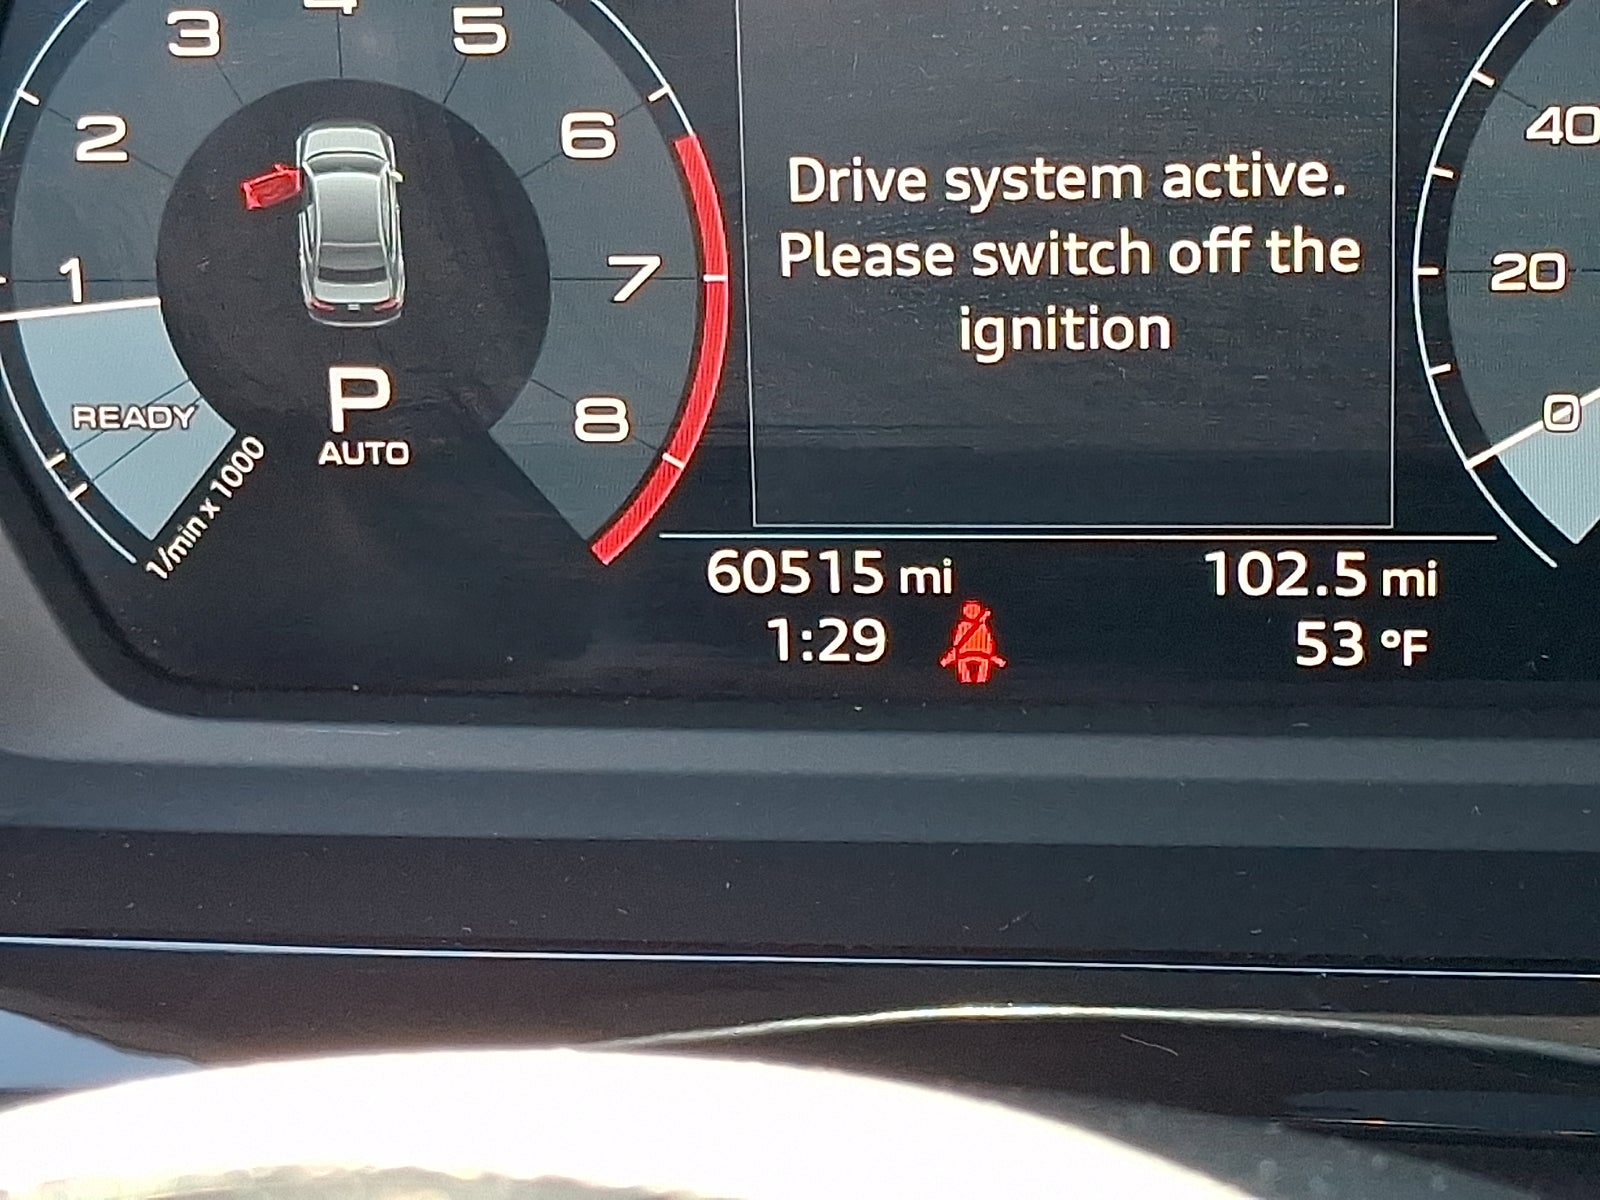 3
4
5
2
6
1
7
READY
8
P
AUTO
1/min x 1000
Drive system active.
Please switch off the
ignition
40
20
0
60515 mi
102.5 mi
1:29
53 °F